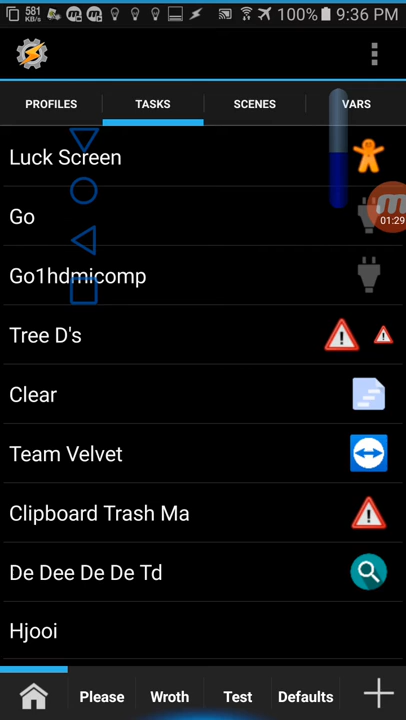 581
KB/s
100% 9:36 PM
PROFILES TASKS SCENES VARS
Luck Screen
Go
01:29
Go1hdmicomp
Tree D's
Clear
Team Velvet
Clipboard Trash Ma
De Dee De De Td
Hjooi
Please Wroth Test Defaults